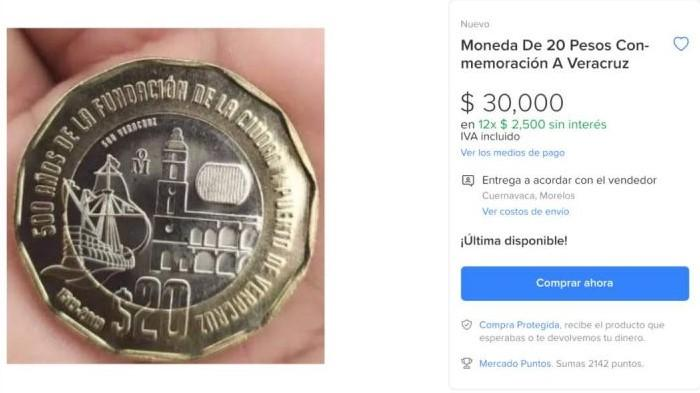 500 AÑOS DE LA FUNDACIÓN DE LA CIUDAD Y PUERTO DE VERACRUZ
M
1519-2019
$20
Nuevo
Moneda De 20 Pesos Con-
memoración A Veracruz
$ 30,000
en 12x $ 2,500 sin interés
IVA incluido
Ver los medios de pago
Entrega a acordar con el vendedor
Cuernavaca, Morelos
Ver costos de envío
¡Última disponible!
Comprar ahora
Compra Protegida, recibe el producto que
esperabas o te devolvemos tu dinero.
Mercado Puntos. Sumas 2142 puntos.